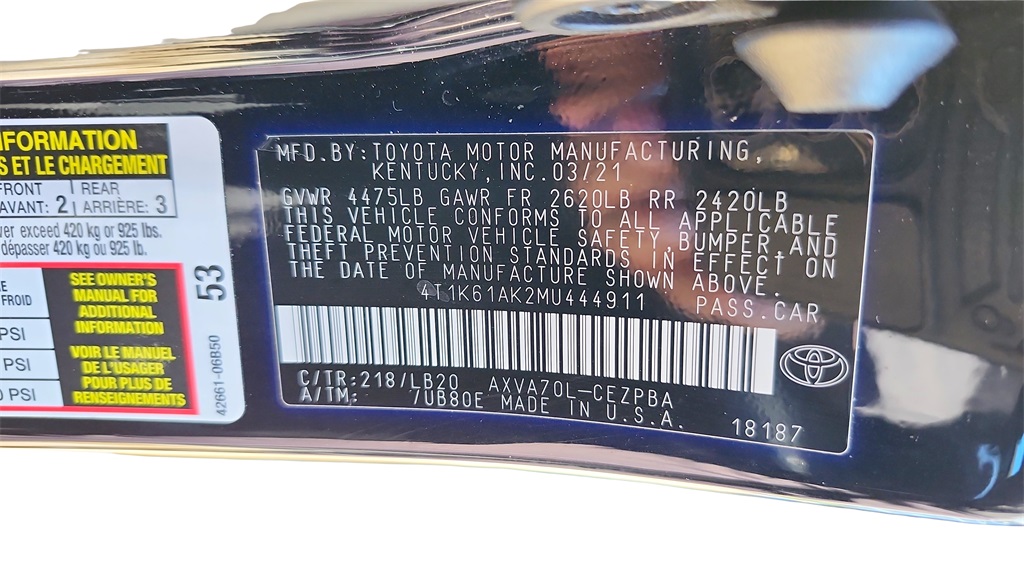 INFORMATION
S ET LE CHARGEMENT
FRONT
AVANT: 2
REAR
ARRIÈRE: 3
ver exceed 420 kg or 925 lbs.
dépasser 420 kg ou 925 lb.
FROID
PSI
PSI
PSI
SEE OWNER'S
MANUAL FOR
ADDITIONAL
INFORMATION
VOIR LE MANUEL
DE L'USAGER
POUR PLUS DE
RENSEIGNEMENTS
53
42661-06B50
MFD.BY:TOYOTA MOTOR MANUFACTURING,
KENTUCKY,INC.03/21
GVWR 4475LB GAWR FR 2620LB RR 2420LB
THIS VEHICLE CONFORMS TO ALL APPLICABLE
FEDERAL MOTOR VEHICLE SAFETY,BUMPER,AND
THEFT PREVENTION STANDARDS IN EFFECT ON
THE DATE OF MANUFACTURE SHOWN ABOVE.
4T1K61AK2MU444911 PASS.CAR
C/TR:218/LB20 AXVA70L-CEZPBA
A/TM: 7UB80E MADE IN U.S.A. 18187